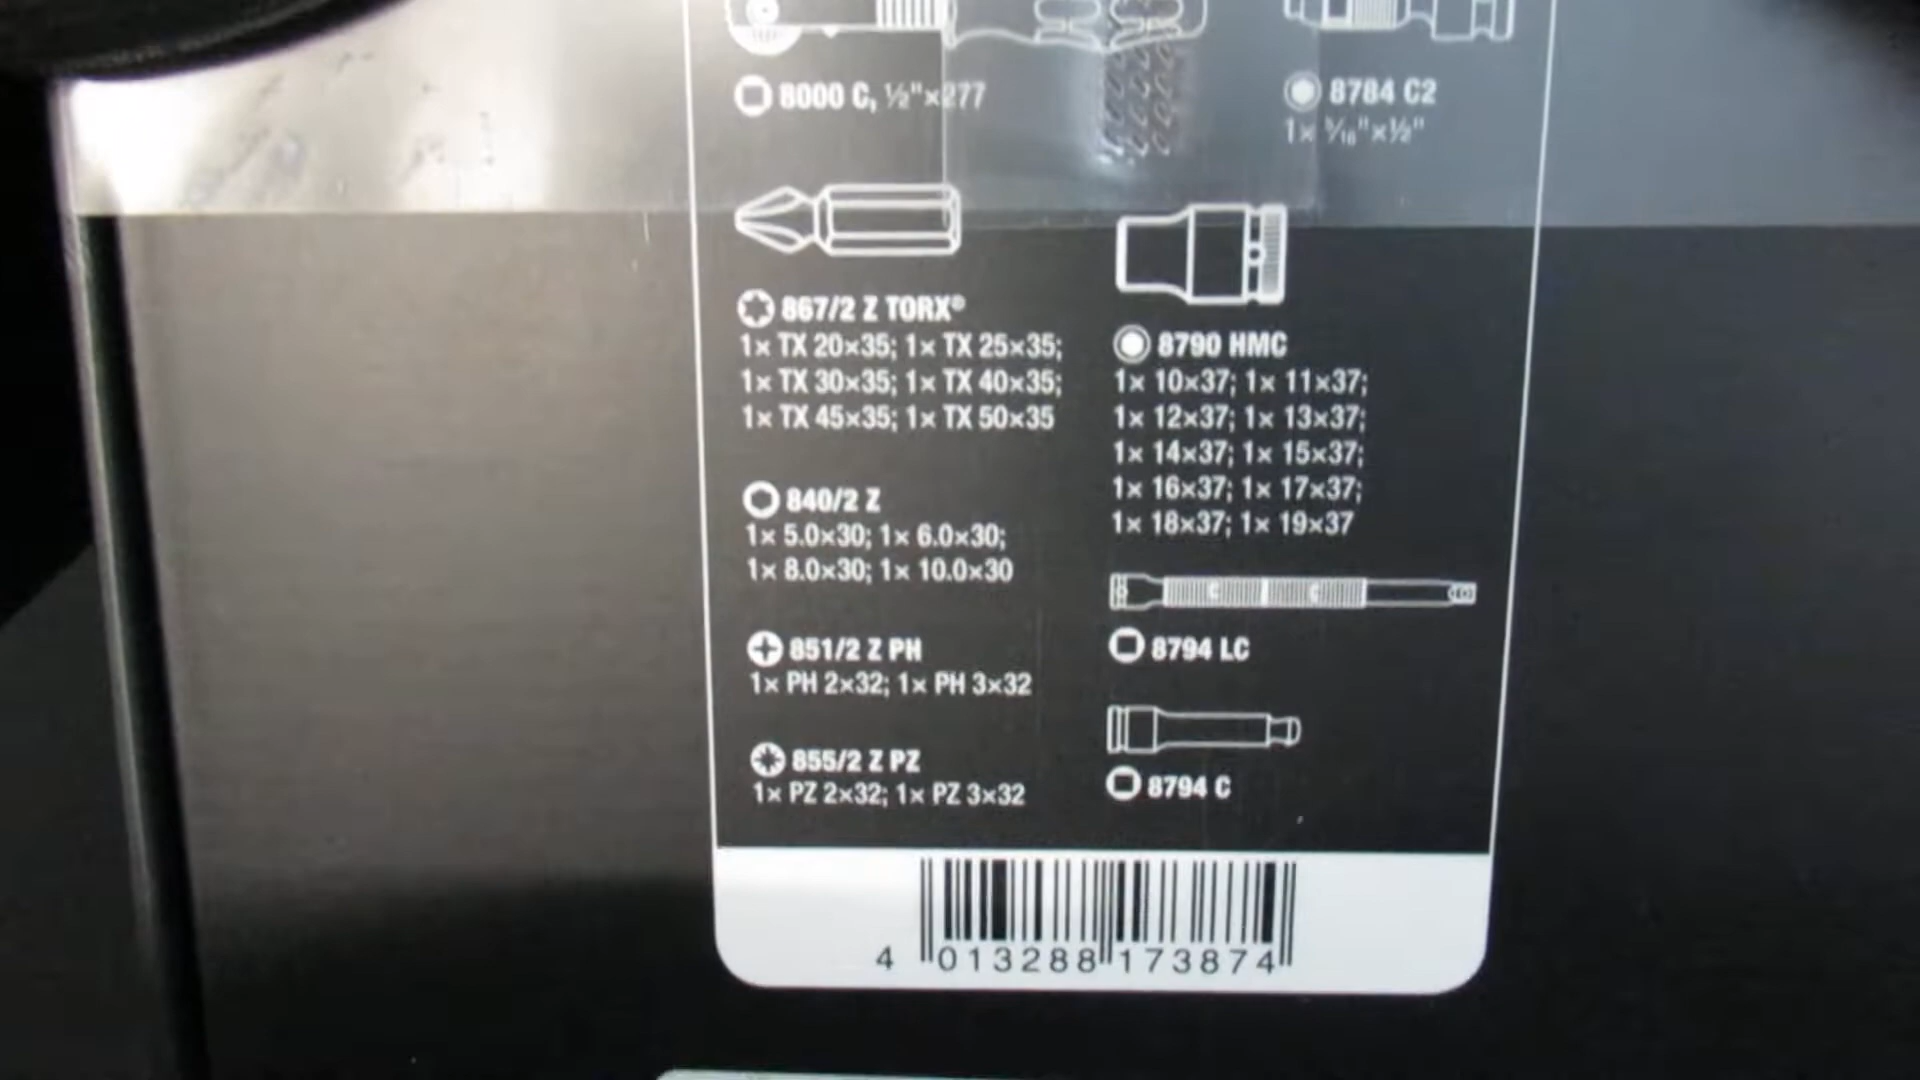 8000 C, ½"×277
867/2 Z TORX®
1× TX 20×35; 1× TX 25×35;
1× TX 30×35; 1× TX 40×35;
1× TX 45×35; 1× TX 50×35
840/2 Z
1× 5.0×30; 1× 6.0×30;
1× 8.0×30; 1× 10.0×30
851/2 Z PH
1× PH 2×32; 1× PH 3×32
855/2 Z PZ
1× PZ 2×32; 1× PZ 3×32
8784 C2
1× 5/16"×½"
8790 HMC
1× 10×37; 1× 11×37;
1× 12×37; 1× 13×37;
1× 14×37; 1× 15×37;
1× 16×37; 1× 17×37;
1× 18×37; 1× 19×37
8794 LC
8794 C
4 013288 173874